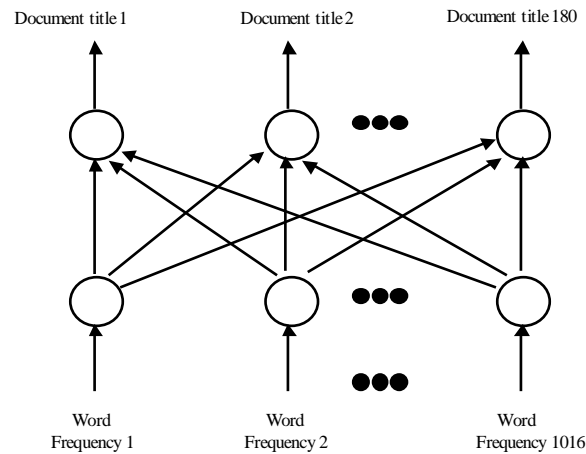 Document title 1 Document title 2 Document title 180
Word Word Word
Frequency 1 Frequency 2 Frequency 1016